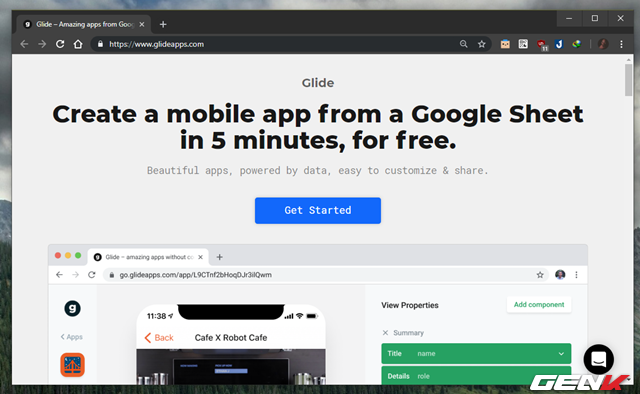 Glide – Amazing apps from Goog
https://www.glideapps.com
11
Glide
Create a mobile app from a Google Sheet
in 5 minutes, for free.
Beautiful apps, powered by data, easy to customize & share.
Get Started
Glide – amazing apps without co
go.glideapps.com/app/L9CTnf2bHoqDJr3ilQwm
g
Apps
11:38
Back
Cafe X Robot Cafe
View Properties
Add component
Summary
Title name
Details role
GENK